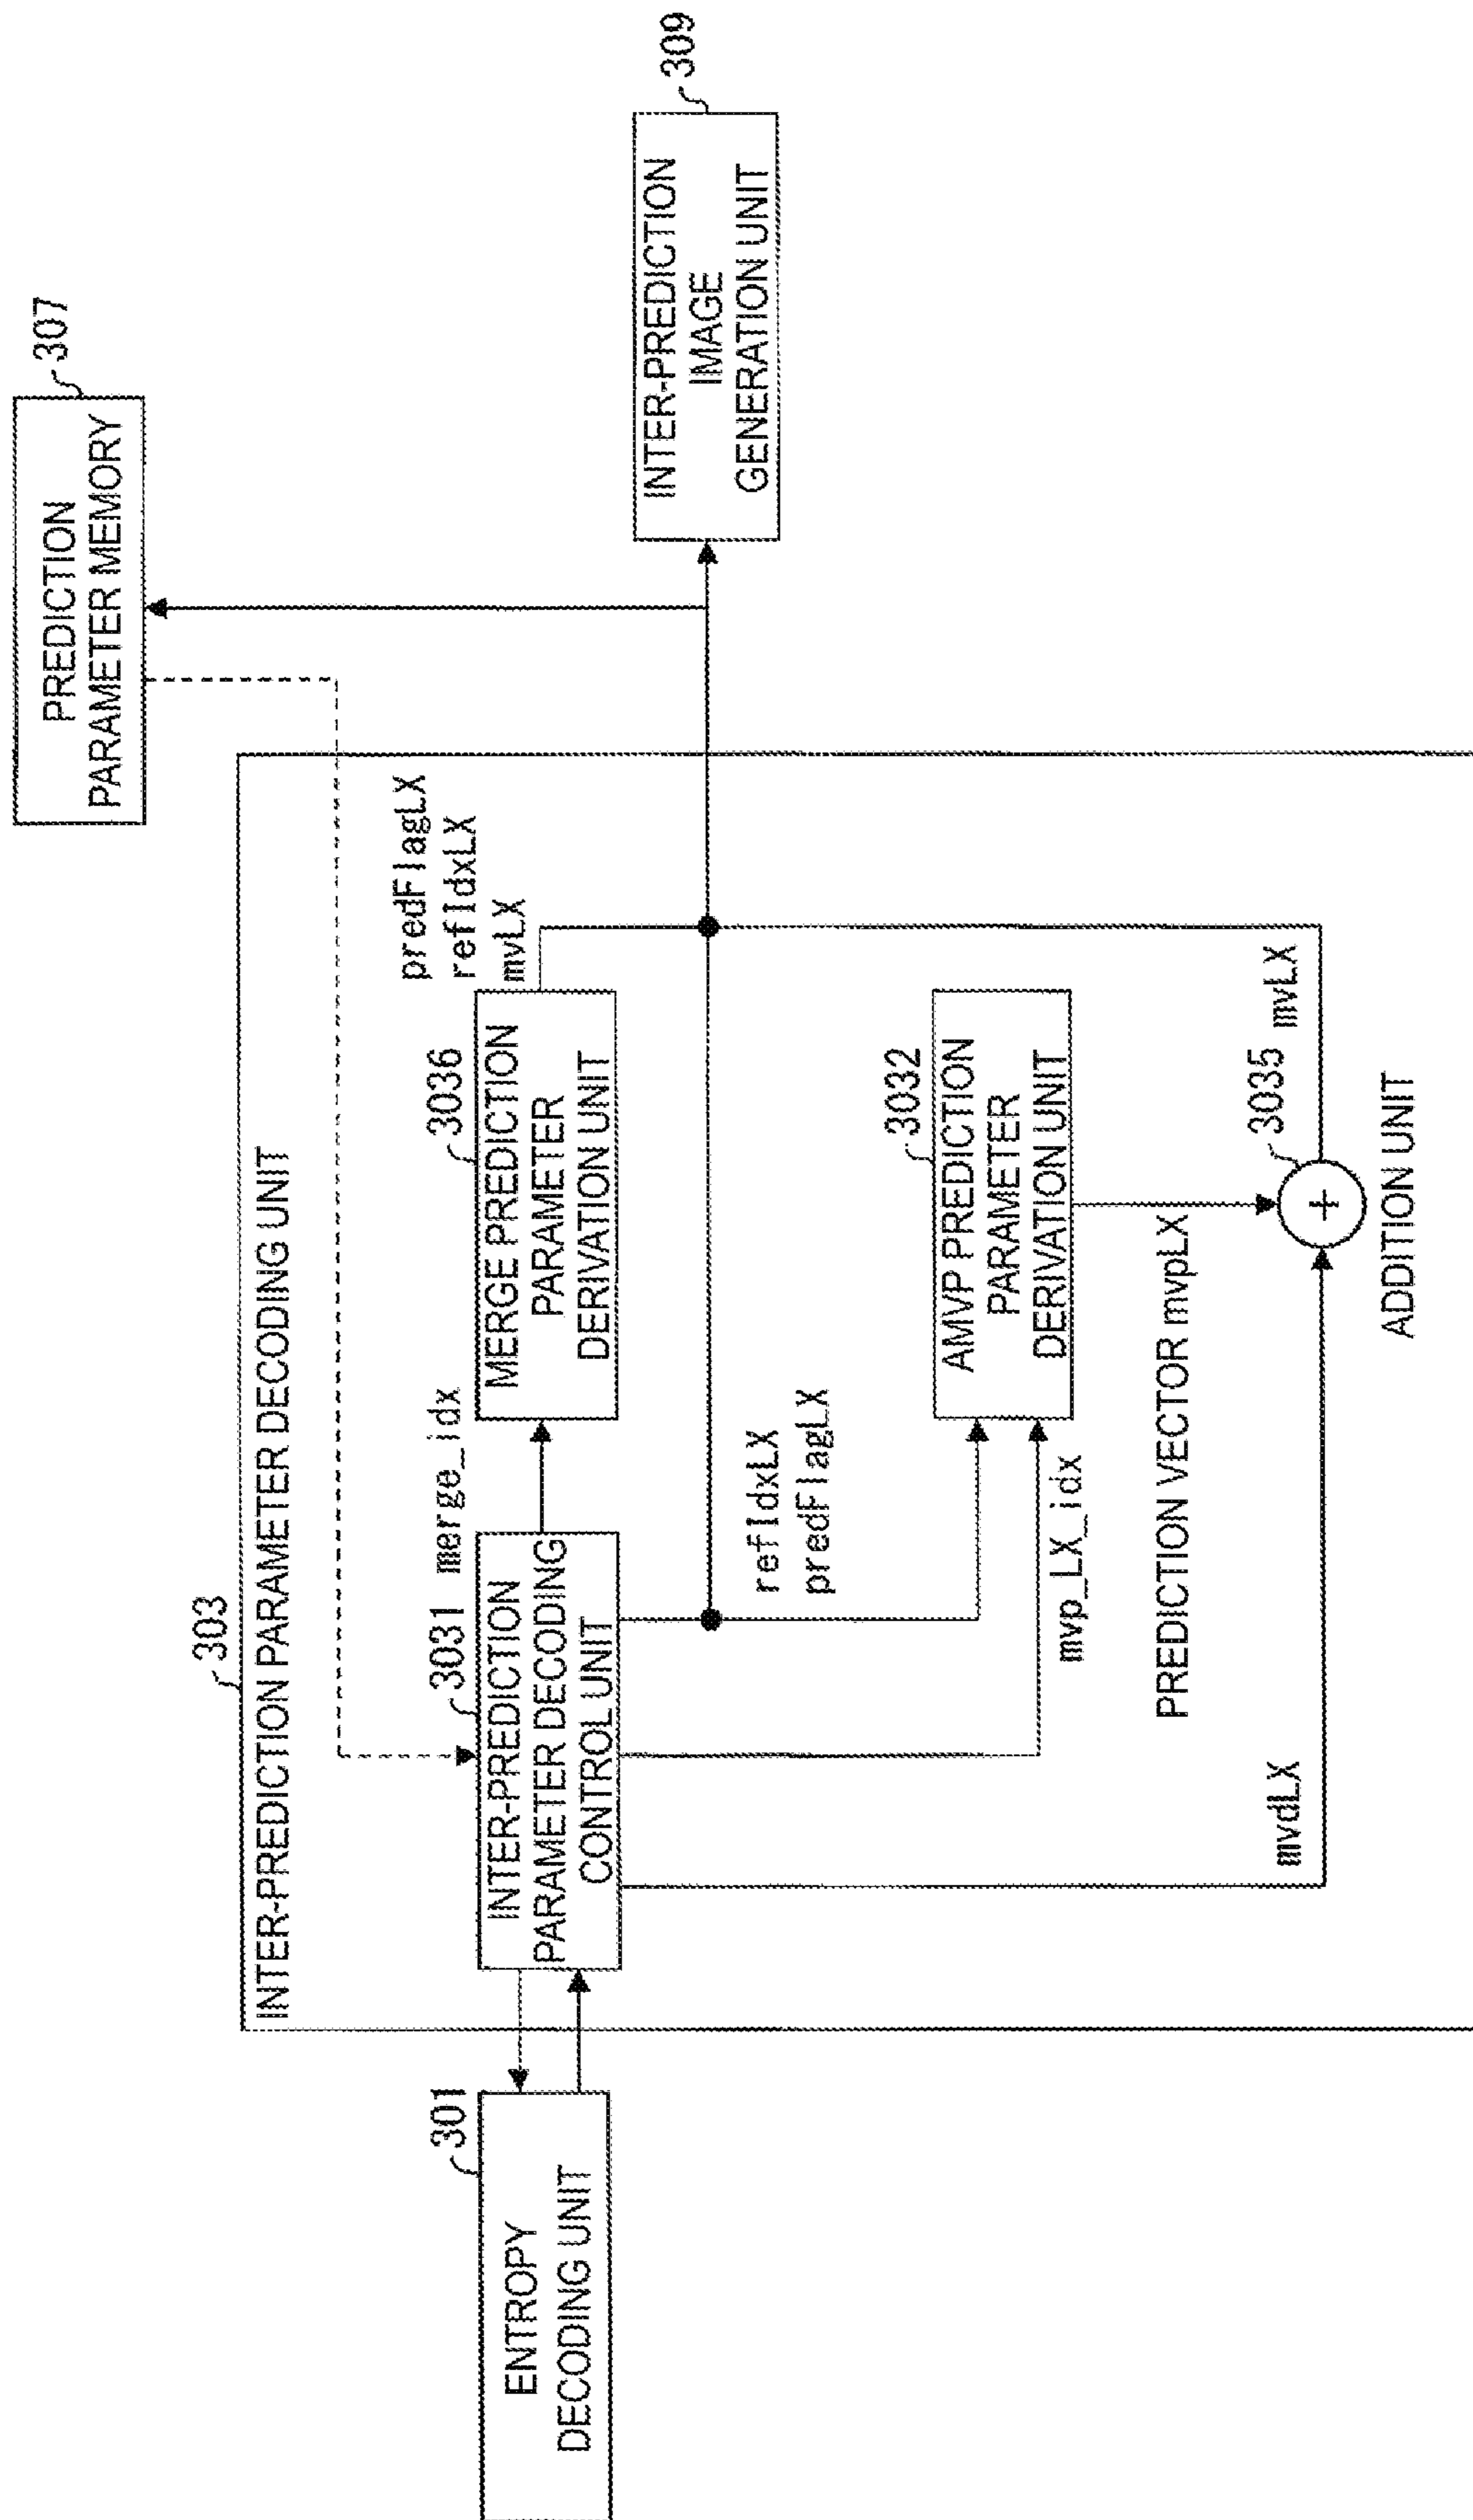 PREDICTION
PARAMETER MEMORY
307
303
INTER-PREDICTION PARAMETER DECODING UNIT
predFlagLX
refIdxLX
mvLX
301
ENTROPY
DECODING UNIT
3031
INTER-PREDICTION
PARAMETER DECODING
CONTROL UNIT
merge_idx
3036
MERGE PREDICTION
PARAMETER
DERIVATION UNIT
309
INTER-PREDICTION
IMAGE
GENERATION UNIT
refIdxLX
predFlagLX
3032
AMVP PREDICTION
PARAMETER
DERIVATION UNIT
mvp_LX_idx
PREDICTION VECTOR mvpLX
mvdLX
3035
mvLX
+
ADDITION UNIT